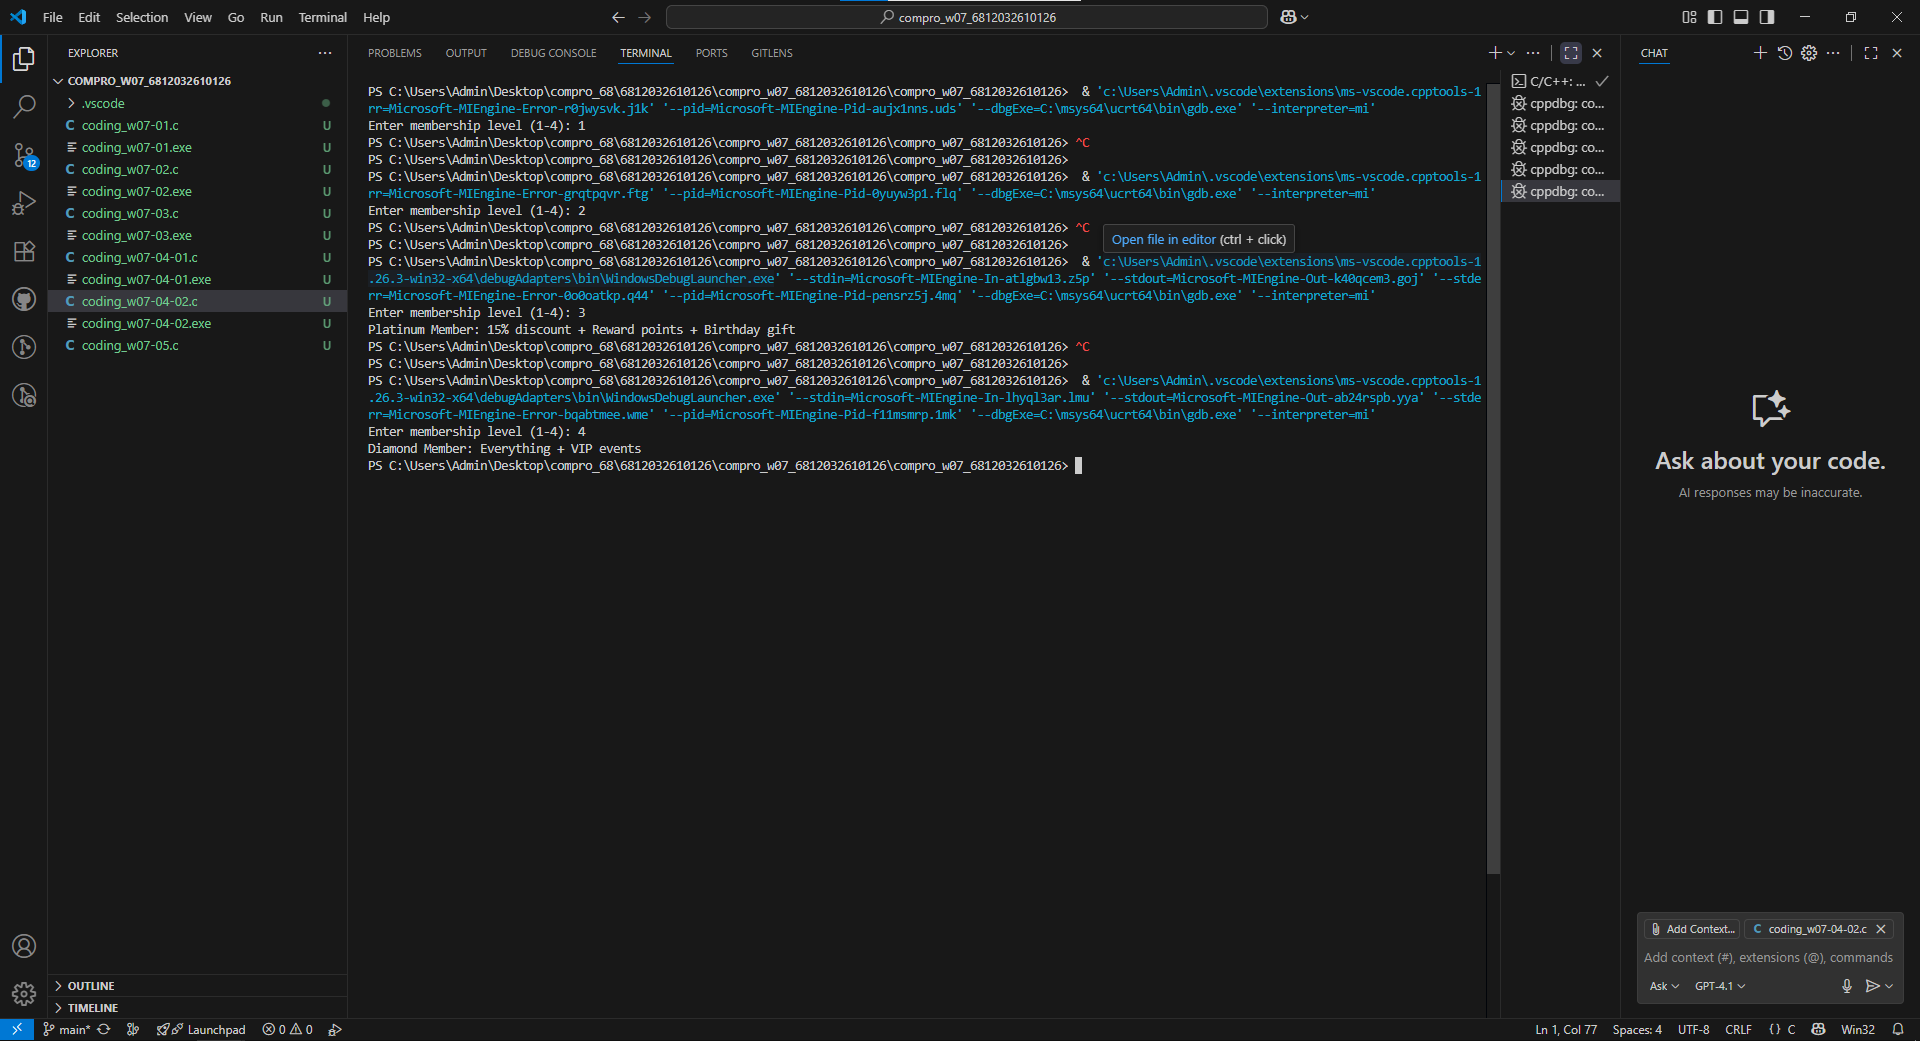 File Edit Selection View Go Run Terminal Help
compro_w07_6812032610126
EXPLORER
COMPRO_W07_6812032610126
.vscode
coding_w07-01.c U
coding_w07-01.exe U
coding_w07-02.c U
coding_w07-02.exe U
coding_w07-03.c U
coding_w07-03.exe U
coding_w07-04-01.c U
coding_w07-04-01.exe U
coding_w07-04-02.c U
coding_w07-04-02.exe U
coding_w07-05.c U
12
OUTLINE
TIMELINE
PROBLEMS OUTPUT DEBUG CONSOLE TERMINAL PORTS GITLENS
PS C:\Users\Admin\Desktop\compro_68\6812032610126\compro_w07_6812032610126\compro_w07_6812032610126> & 'c:\Users\Admin\.vscode\extensions\ms-vscode.cpptools-1
rr=Microsoft-MIEngine-Error-r0jwysvk.j1k' '--pid=Microsoft-MIEngine-Pid-aujx1nns.uds' '--dbgExe=C:\msys64\ucrt64\bin\gdb.exe' '--interpreter=mi'
Enter membership level (1-4): 1
PS C:\Users\Admin\Desktop\compro_68\6812032610126\compro_w07_6812032610126\compro_w07_6812032610126> ^C
PS C:\Users\Admin\Desktop\compro_68\6812032610126\compro_w07_6812032610126\compro_w07_6812032610126>
PS C:\Users\Admin\Desktop\compro_68\6812032610126\compro_w07_6812032610126\compro_w07_6812032610126> & 'c:\Users\Admin\.vscode\extensions\ms-vscode.cpptools-1
rr=Microsoft-MIEngine-Error-grqtpqvr.ftg' '--pid=Microsoft-MIEngine-Pid-0yuyw3p1.flq' '--dbgExe=C:\msys64\ucrt64\bin\gdb.exe' '--interpreter=mi'
Enter membership level (1-4): 2
PS C:\Users\Admin\Desktop\compro_68\6812032610126\compro_w07_6812032610126\compro_w07_6812032610126> ^C
PS C:\Users\Admin\Desktop\compro_68\6812032610126\compro_w07_6812032610126\compro_w07_6812032610126>
Open file in editor (ctrl + click)
PS C:\Users\Admin\Desktop\compro_68\6812032610126\compro_w07_6812032610126\compro_w07_6812032610126> & 'c:\Users\Admin\.vscode\extensions\ms-vscode.cpptools-1
.26.3-win32-x64\debugAdapters\bin\WindowsDebugLauncher.exe' '--stdin=Microsoft-MIEngine-In-atlgbw13.z5p' '--stdout=Microsoft-MIEngine-Out-k40qcem3.goj' '--stde
rr=Microsoft-MIEngine-Error-0o0oatkp.q44' '--pid=Microsoft-MIEngine-Pid-pensrz5j.4mq' '--dbgExe=C:\msys64\ucrt64\bin\gdb.exe' '--interpreter=mi'
Enter membership level (1-4): 3
Platinum Member: 15% discount + Reward points + Birthday gift
PS C:\Users\Admin\Desktop\compro_68\6812032610126\compro_w07_6812032610126\compro_w07_6812032610126> ^C
PS C:\Users\Admin\Desktop\compro_68\6812032610126\compro_w07_6812032610126\compro_w07_6812032610126>
PS C:\Users\Admin\Desktop\compro_68\6812032610126\compro_w07_6812032610126\compro_w07_6812032610126> & 'c:\Users\Admin\.vscode\extensions\ms-vscode.cpptools-1
.26.3-win32-x64\debugAdapters\bin\WindowsDebugLauncher.exe' '--stdin=Microsoft-MIEngine-In-lhyql3ar.lmu' '--stdout=Microsoft-MIEngine-Out-ab24rspb.yya' '--stde
rr=Microsoft-MIEngine-Error-bqabtmee.wme' '--pid=Microsoft-MIEngine-Pid-f11msmrp.1mk' '--dbgExe=C:\msys64\ucrt64\bin\gdb.exe' '--interpreter=mi'
Enter membership level (1-4): 4
Diamond Member: Everything + VIP events
PS C:\Users\Admin\Desktop\compro_68\6812032610126\compro_w07_6812032610126\compro_w07_6812032610126>
C/C++: ...
cppdbg: co...
cppdbg: co...
cppdbg: co...
cppdbg: co...
cppdbg: co...
CHAT
Ask about your code.
AI responses may be inaccurate.
Add Context... C coding_w07-04-02.c
Add context (#), extensions (@), commands
Ask GPT-4.1
main* Launchpad 0 0 Ln 1, Col 77 Spaces: 4 UTF-8 CRLF {} C Win32